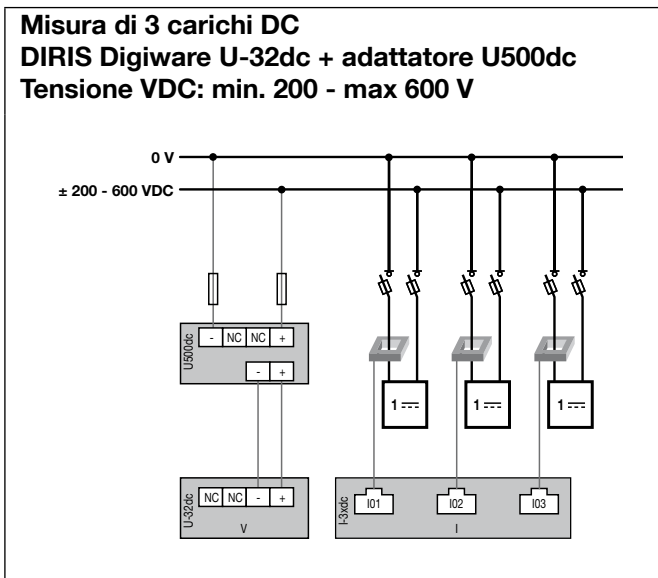 Misura di 3 carichi DC
DIRIS Digiware U-32dc + adattatore U500dc
Tensione VDC: min. 200 - max 600 V
0 V
± 200 - 600 VDC
U500dc
- NC NC +
- +
1 1 1
U-32dc
NC NC - +
V
I-3xdc
I01 I02 I03
I